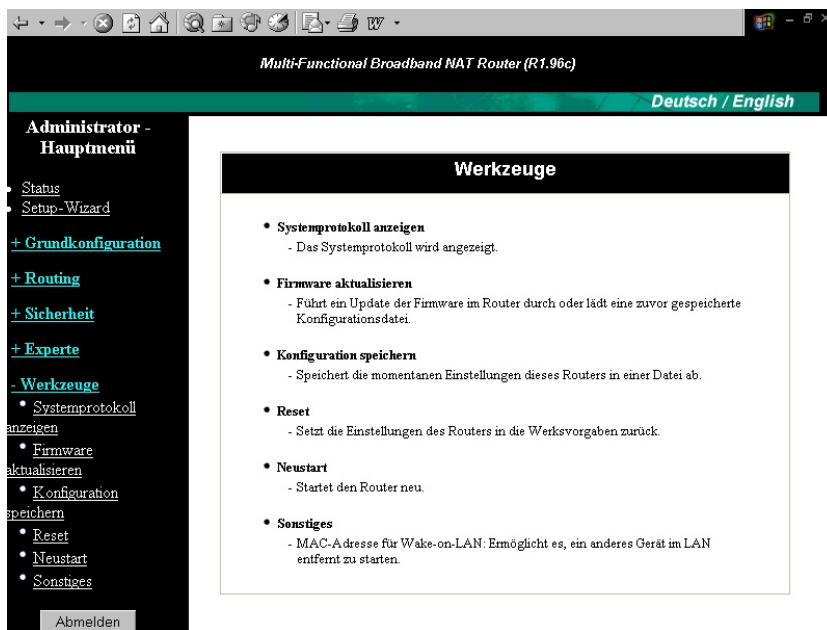 Multi-Functional Broadband NAT Router (R1.96c)
Deutsch / English
Administrator -
Hauptmenü
Status
Setup-Wizard
+ Grundkonfiguration
+ Routing
+ Sicherheit
+ Experte
- Werkzeuge
Systemprotokoll
anzeigen
Firmware
aktualisieren
Konfiguration
speichern
Reset
Neustart
Sonstiges
Abmelden
Werkzeuge
Systemprotokoll anzeigen
- Das Systemprotokoll wird angezeigt.
Firmware aktualisieren
- Führt ein Update der Firmware im Router durch oder lädt eine zuvor gespeicherte
Konfigurationsdatei.
Konfiguration speichern
- Speichert die momentanen Einstellungen dieses Routers in einer Datei ab.
Reset
- Setzt die Einstellungen des Routers in die Werksvorgaben zurück.
Neustart
- Startet den Router neu.
Sonstiges
- MAC-Adresse für Wake-on-LAN: Ermöglicht es, ein anderes Gerät im LAN
entfernt zu starten.